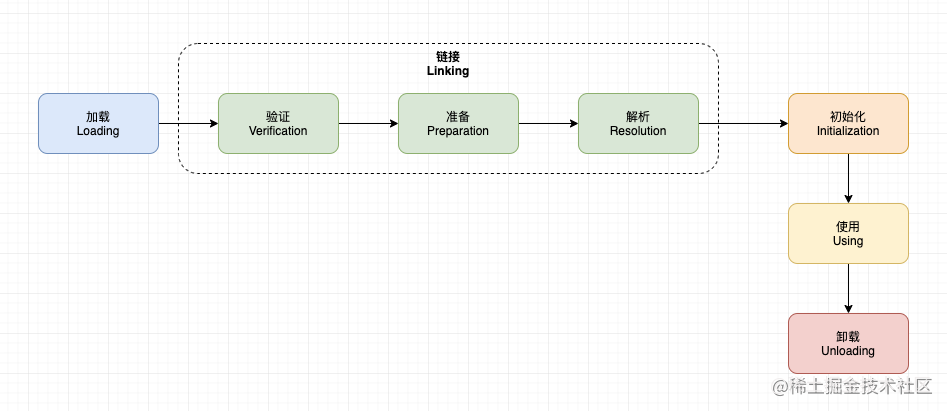 链接
Linking
加载
Loading
验证
Verification
准备
Preparation
解析
Resolution
初始化
Initialization
使用
Using
卸载
Unloading
@稀土掘金技术社区